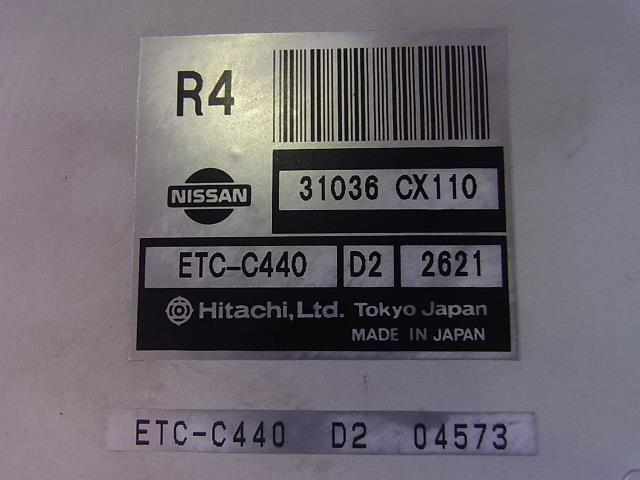 R4
NISSAN
31036 CX110
ETC-C440 D2 2621
Hitachi, Ltd. Tokyo Japan
MADE IN JAPAN
ETC-C440 D2 04573